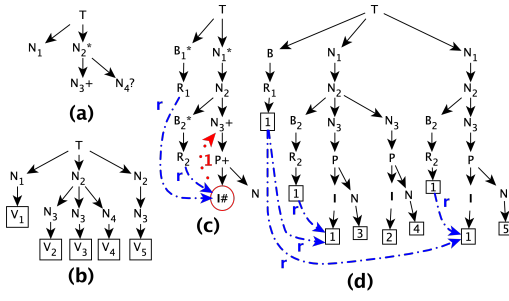 T
N₁ N₂*
N₃+ N₄?
(a)
T
N₁ N₂ N₂
V₁ N₃ N₃ N₄ N₃
V₂ V₃ V₄ V₅
(b)
T
B₁* N₁*
R₁ N₂
r B₂* N₃+
1
R₂ P+
r I# N
(c)
T
B N₁ N₁
R₁ N₂ N₂
1 B₂ N₃ N₃ B₂ N₃
R₂ P P R₂ P
1 N N 1 N
r r r
1 3 2 4 1 5
r
(d)